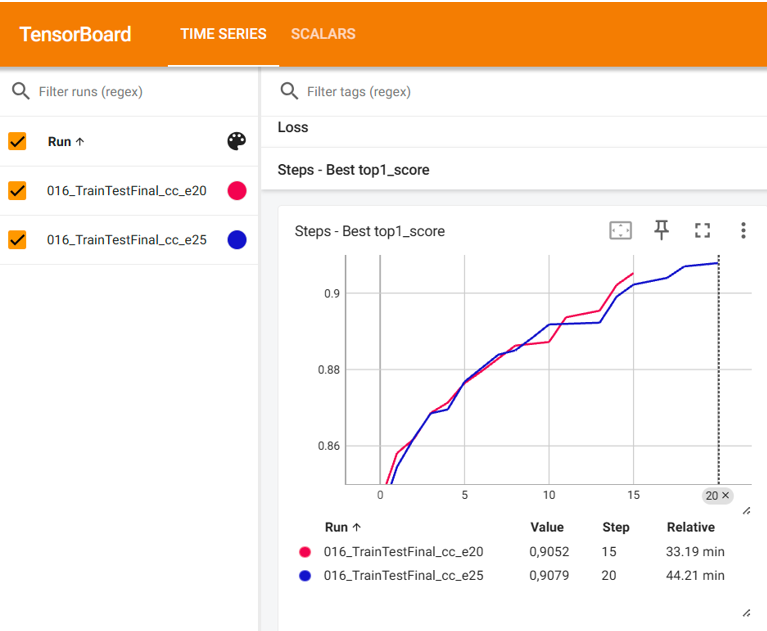 TensorBoard TIME SERIES SCALARS
Filter runs (regex)
Run ↑
016_TrainTestFinal_cc_e20
016_TrainTestFinal_cc_e25
Filter tags (regex)
Loss
Steps - Best top1_score
Steps - Best top1_score
0.9
0.88
0.86
0 5 10 15 20 ✕
Run ↑ Value Step Relative
016_TrainTestFinal_cc_e20 0,9052 15 33.19 min
016_TrainTestFinal_cc_e25 0,9079 20 44.21 min